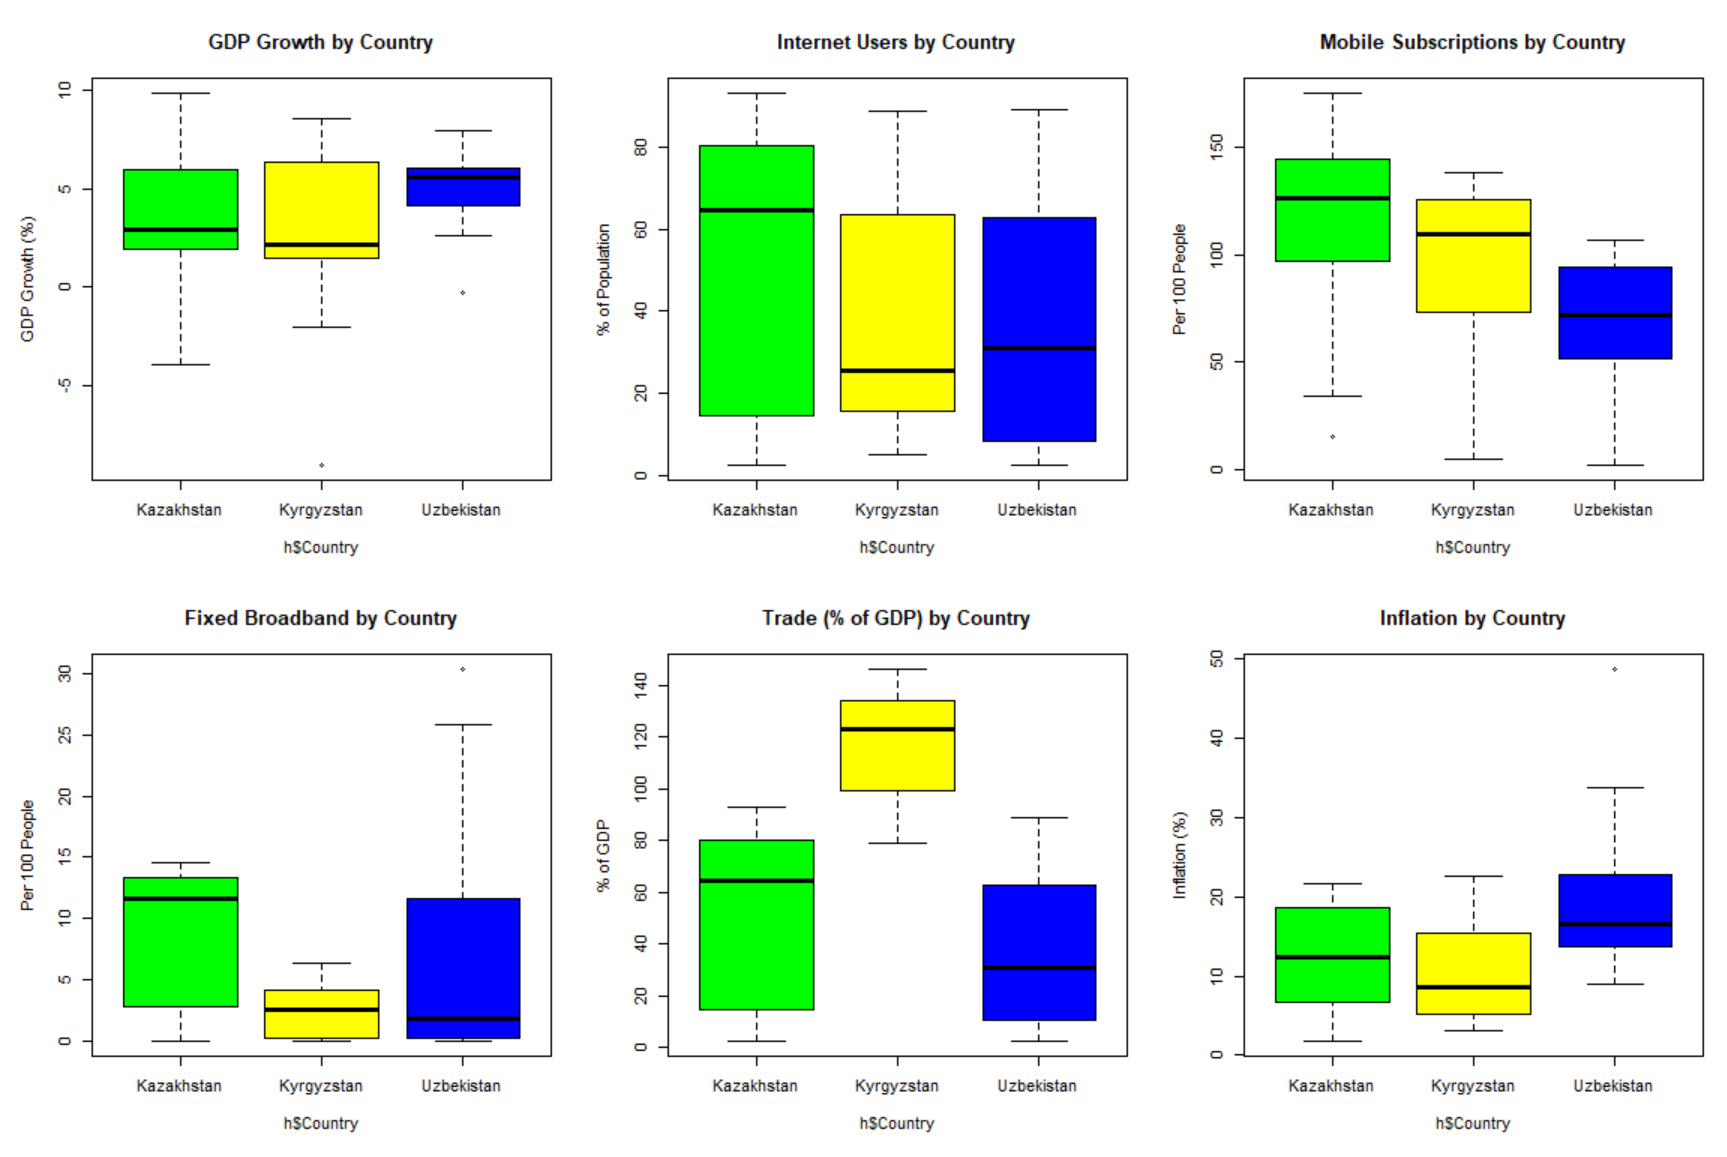 GDP Growth by Country
GDP Growth (%)
10
5
0
-5
Kazakhstan Kyrgyzstan Uzbekistan
h$Country
Internet Users by Country
% of Population
80
60
40
20
0
Kazakhstan Kyrgyzstan Uzbekistan
h$Country
Mobile Subscriptions by Country
Per 100 People
150
100
50
0
Kazakhstan Kyrgyzstan Uzbekistan
h$Country
Fixed Broadband by Country
Per 100 People
30
25
20
15
10
5
0
Kazakhstan Kyrgyzstan Uzbekistan
h$Country
Trade (% of GDP) by Country
% of GDP
140
120
100
80
60
40
20
0
Kazakhstan Kyrgyzstan Uzbekistan
h$Country
Inflation by Country
Inflation (%)
50
40
30
20
10
0
Kazakhstan Kyrgyzstan Uzbekistan
h$Country